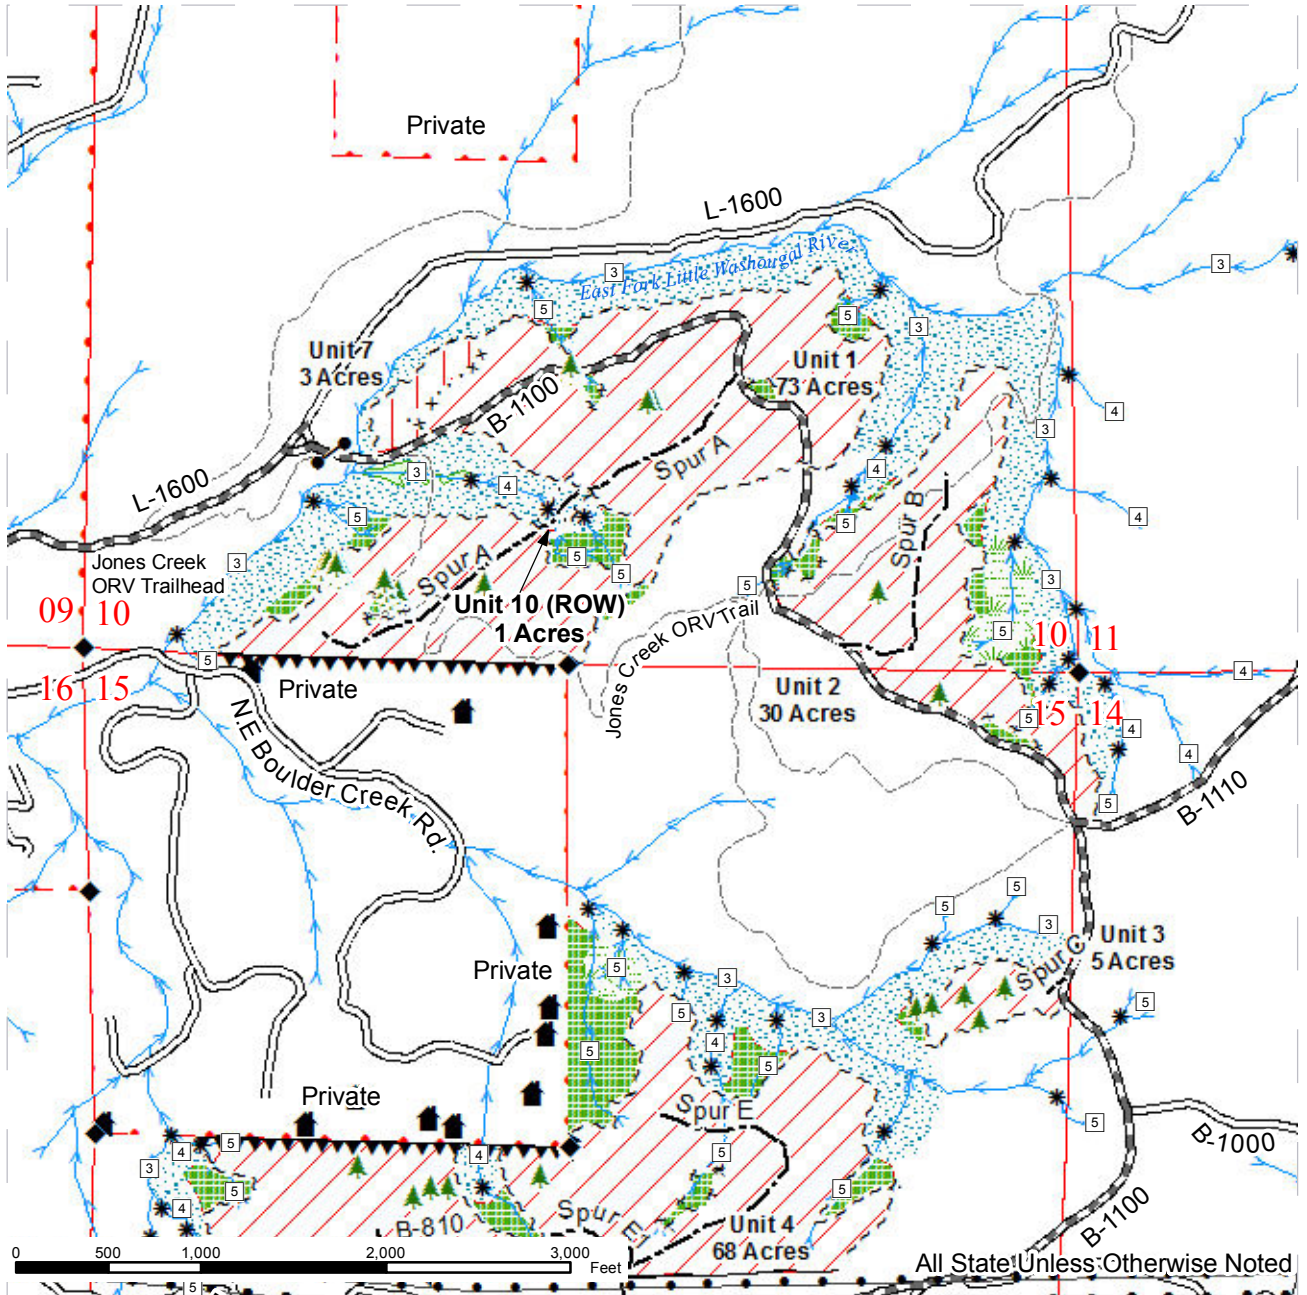 Private
L-1600
East Fork Little Washougal River
3
3
5
5
3
Unit 7
3 Acres
Unit 1
73 Acres
B-1100
4
3
Spur A
L-1600
3
4
4
5
5
4
Spur B
Jones Creek
ORV Trailhead
3
Spur A
5
5
5
3
09 10
Unit 10 (ROW)
1 Acres
Jones Creek ORV Trail
5
10 11
5
16 15
Private
Unit 2
30 Acres
4
5
15 14
4
4
NE Boulder Creek Rd.
5
B-1110
5
5
3
Unit 3
5 Acres
Private
5
3
Spur C
5
3
5
4
5
5
5
Private
Spur E
B-1000
5
4
3
4
5
5
5
4
B-810
Spur E
Unit 4
68 Acres
B-1100
0 500 1,000 2,000 3,000
Feet
All State Unless Otherwise Noted
5